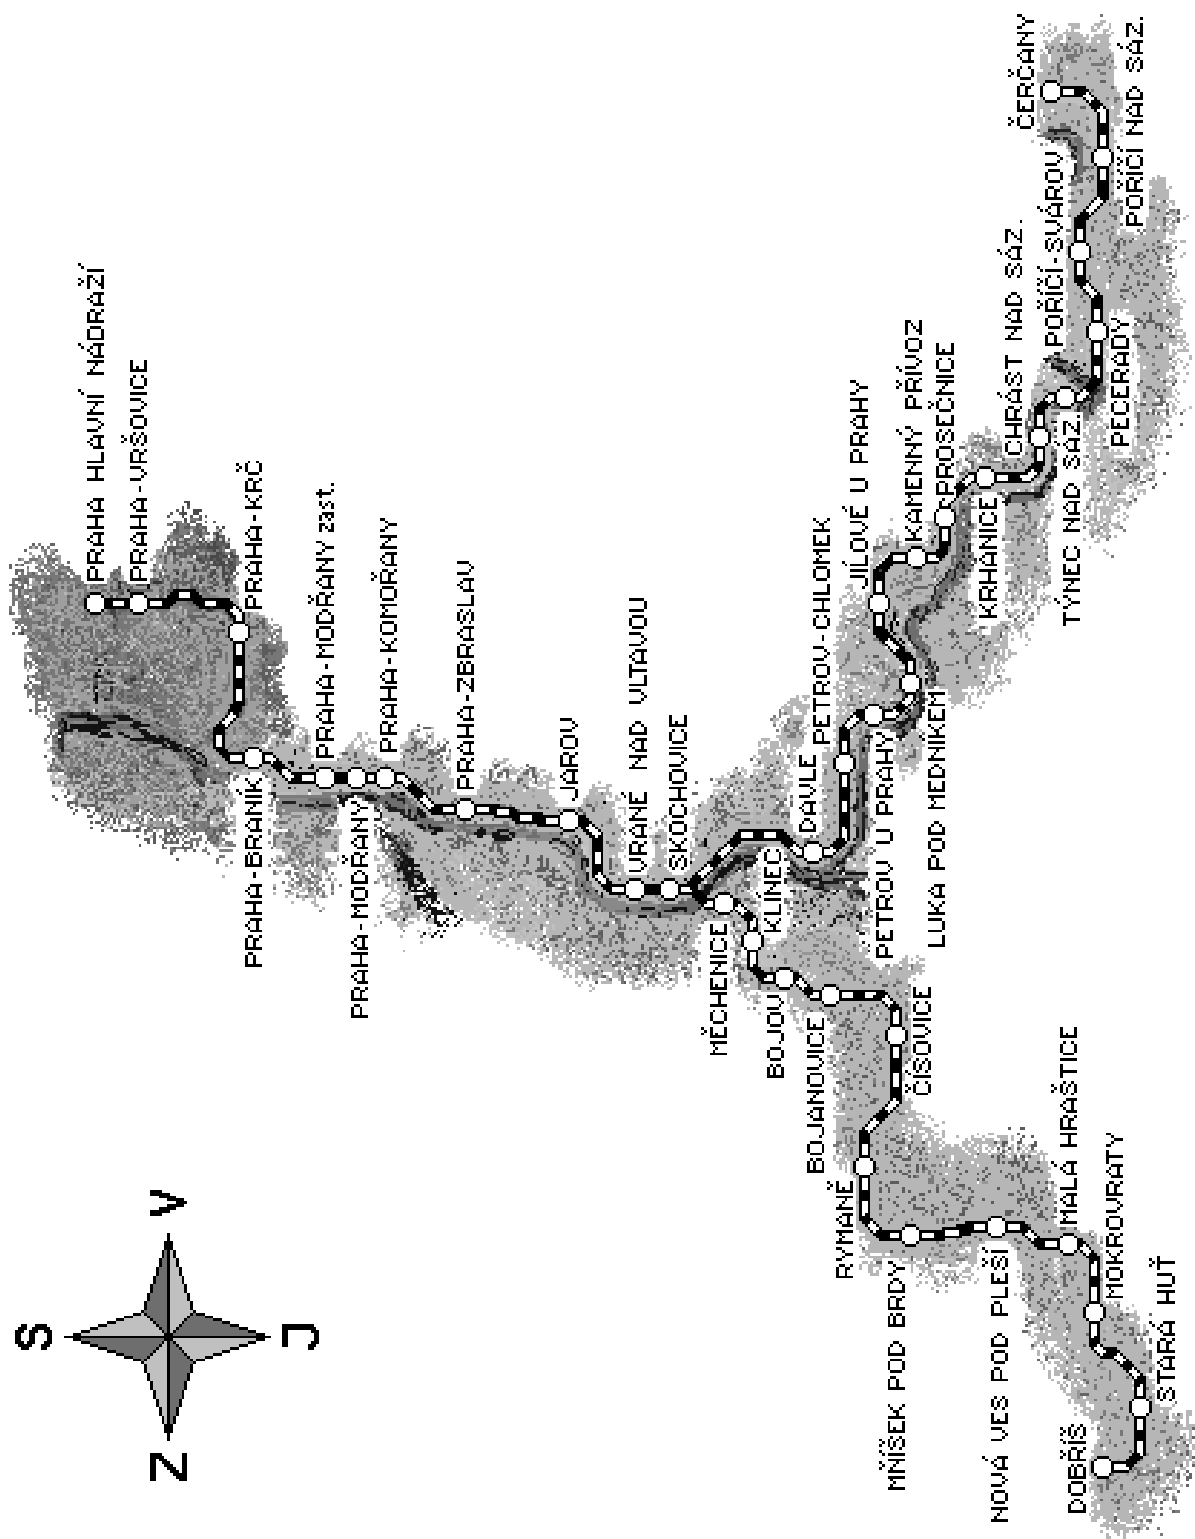 S
V
Z
J
PRAHA HLAVNÍ NÁDRAŽÍ
PRAHA-VRŠOVICE
PRAHA-KRČ
PRAHA-BRANÍK
PRAHA-MODŘANY zast.
PRAHA-MODŘANY
PRAHA-KOMOŘANY
PRAHA-ZBRASLAV
JAROV
VRANÉ NAD VLTAVOU
SKOCHOVICE
MĚCHENICE
KLÍNEC
BOJOV
BOJANOVICE
ČÍSOVICE
RYMANĚ
MNÍŠEK POD BRDY
NOVÁ VES POD PLEŠÍ
MALÁ HRAŠTICE
MOKROVRATY
STARÁ HUŤ
DOBŘÍŠ
DAVLE
PETROV-CHLOMEK
PETROV U PRAHY
LUKA POD MEDNÍKEM
JÍLOVÉ U PRAHY
KAMENNÝ PŘÍVOZ
PROSEČNICE
KRHANICE
CHRÁST NAD SÁZ.
TÝNEC NAD SÁZ.
PECERADY
POŘÍČÍ-SVÁROV
POŘÍČÍ NAD SÁZ.
ČERČANY